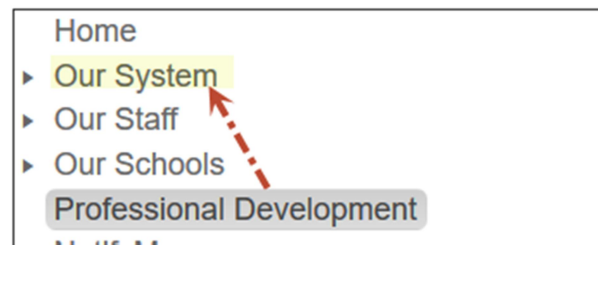 Home
Our System
Our Staff
Our Schools
Professional Development